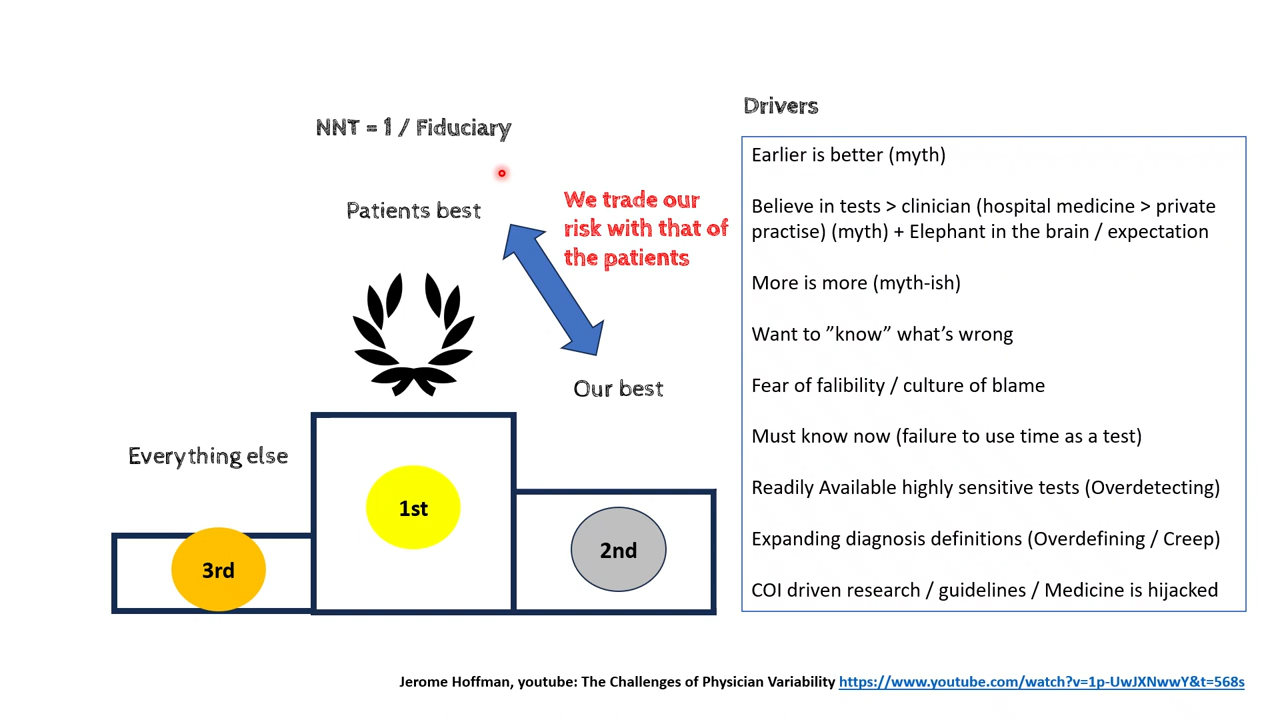 NNT = 1 / Fiduciary
Patients best
We trade our
risk with that of
the patients
Our best
Everything else
1st
2nd
3rd
Drivers
Earlier is better (myth)
Believe in tests > clinician (hospital medicine > private
practise) (myth) + Elephant in the brain / expectation
More is more (myth-ish)
Want to ”know” what’s wrong
Fear of falibility / culture of blame
Must know now (failure to use time as a test)
Readily Available highly sensitive tests (Overdetecting)
Expanding diagnosis definitions (Overdefining / Creep)
COI driven research / guidelines / Medicine is hijacked
Jerome Hoffman, youtube: The Challenges of Physician Variability https://www.youtube.com/watch?v=1p-UwJXNwwY&t=568s